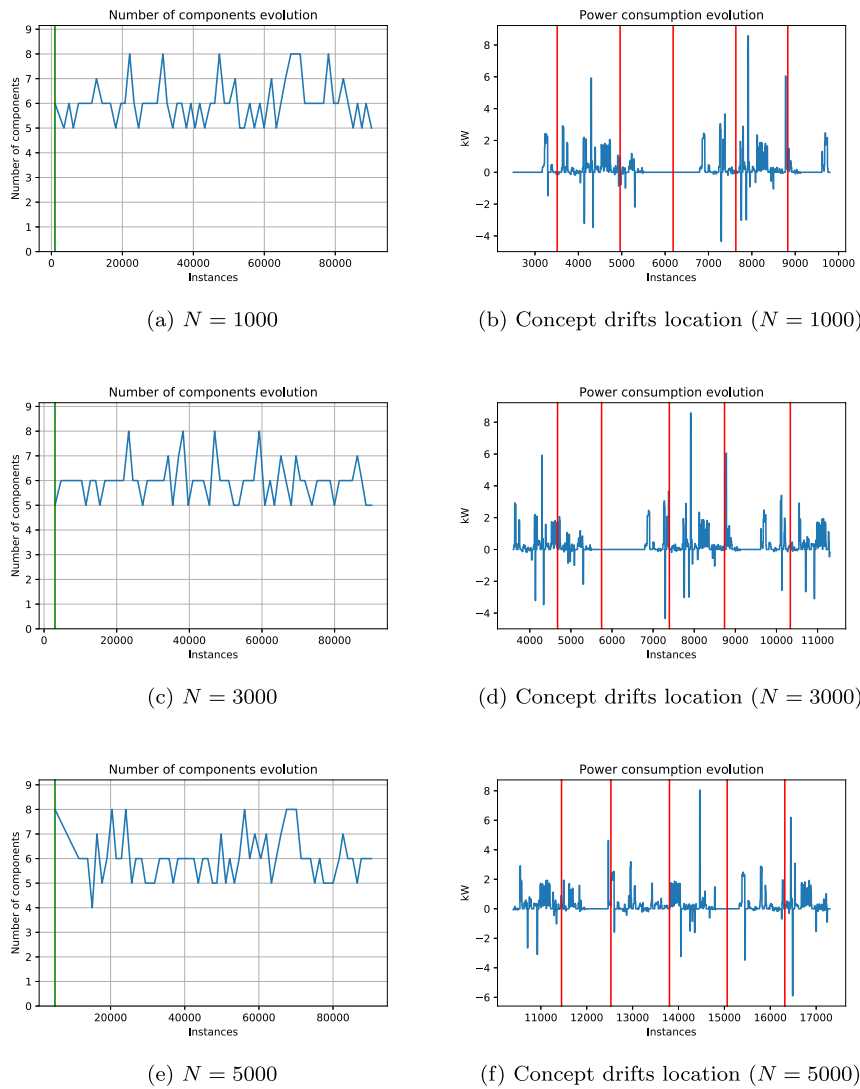 Number of components evolution
Number of components
9
8
7
6
5
4
3
2
1
0
0 20000 40000 60000 80000
Instances
(a) N = 1000
Power consumption evolution
kW
8
6
4
2
0
−2
−4
3000 4000 5000 6000 7000 8000 9000 10000
Instances
(b) Concept drifts location (N = 1000)
Number of components evolution
Number of components
9
8
7
6
5
4
3
2
1
0
0 20000 40000 60000 80000
Instances
(c) N = 3000
Power consumption evolution
kW
8
6
4
2
0
−2
−4
4000 5000 6000 7000 8000 9000 10000 11000
Instances
(d) Concept drifts location (N = 3000)
Number of components evolution
Number of components
9
8
7
6
5
4
3
2
1
0
20000 40000 60000 80000
Instances
(e) N = 5000
Power consumption evolution
kW
8
6
4
2
0
−2
−4
−6
11000 12000 13000 14000 15000 16000 17000
Instances
(f) Concept drifts location (N = 5000)